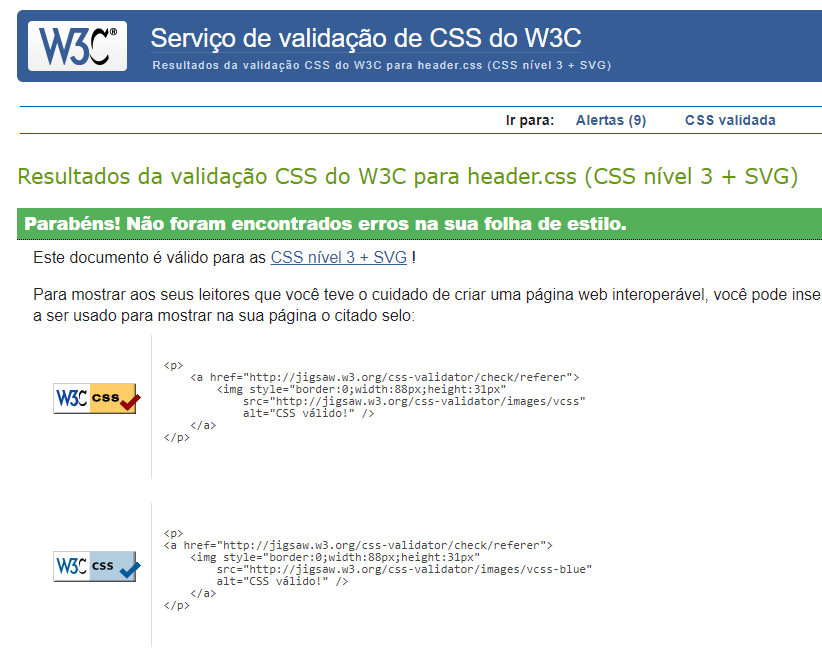 W3C®
Serviço de validação de CSS do W3C
Resultados da validação CSS do W3C para header.css (CSS nível 3 + SVG)
Ir para: Alertas (9) CSS validada
Resultados da validação CSS do W3C para header.css (CSS nível 3 + SVG)
Parabéns! Não foram encontrados erros na sua folha de estilo.
Este documento é válido para as CSS nível 3 + SVG !
Para mostrar aos seus leitores que você teve o cuidado de criar uma página web interoperável, você pode inse
a ser usado para mostrar na sua página o citado selo:
W3C css
<p>
<a href="http://jigsaw.w3.org/css-validator/check/referer">
<img style="border:0;width:88px;height:31px"
src="http://jigsaw.w3.org/css-validator/images/vcss"
alt="CSS válido!" />
</a>
</p>
W3C css
<p>
<a href="http://jigsaw.w3.org/css-validator/check/referer">
<img style="border:0;width:88px;height:31px"
src="http://jigsaw.w3.org/css-validator/images/vcss-blue"
alt="CSS válido!" />
</a>
</p>